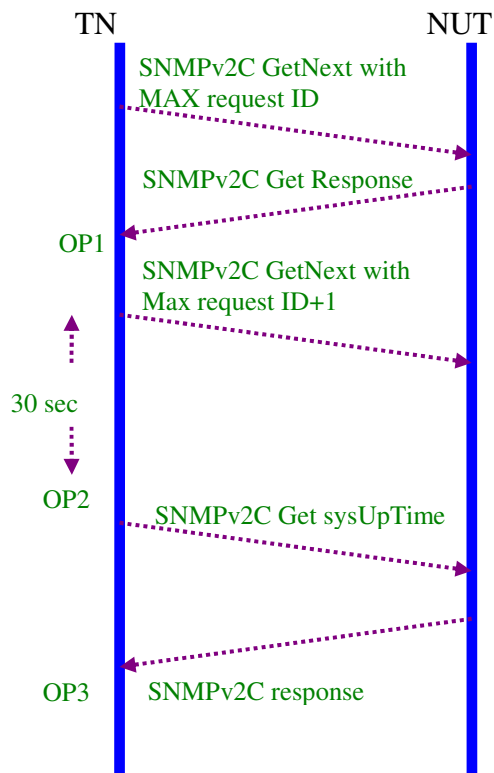 TN
NUT
SNMPv2C GetNext with
MAX request ID
SNMPv2C Get Response
OP1
SNMPv2C GetNext with
Max request ID+1
30 sec
OP2
SNMPv2C Get sysUpTime
OP3
SNMPv2C response